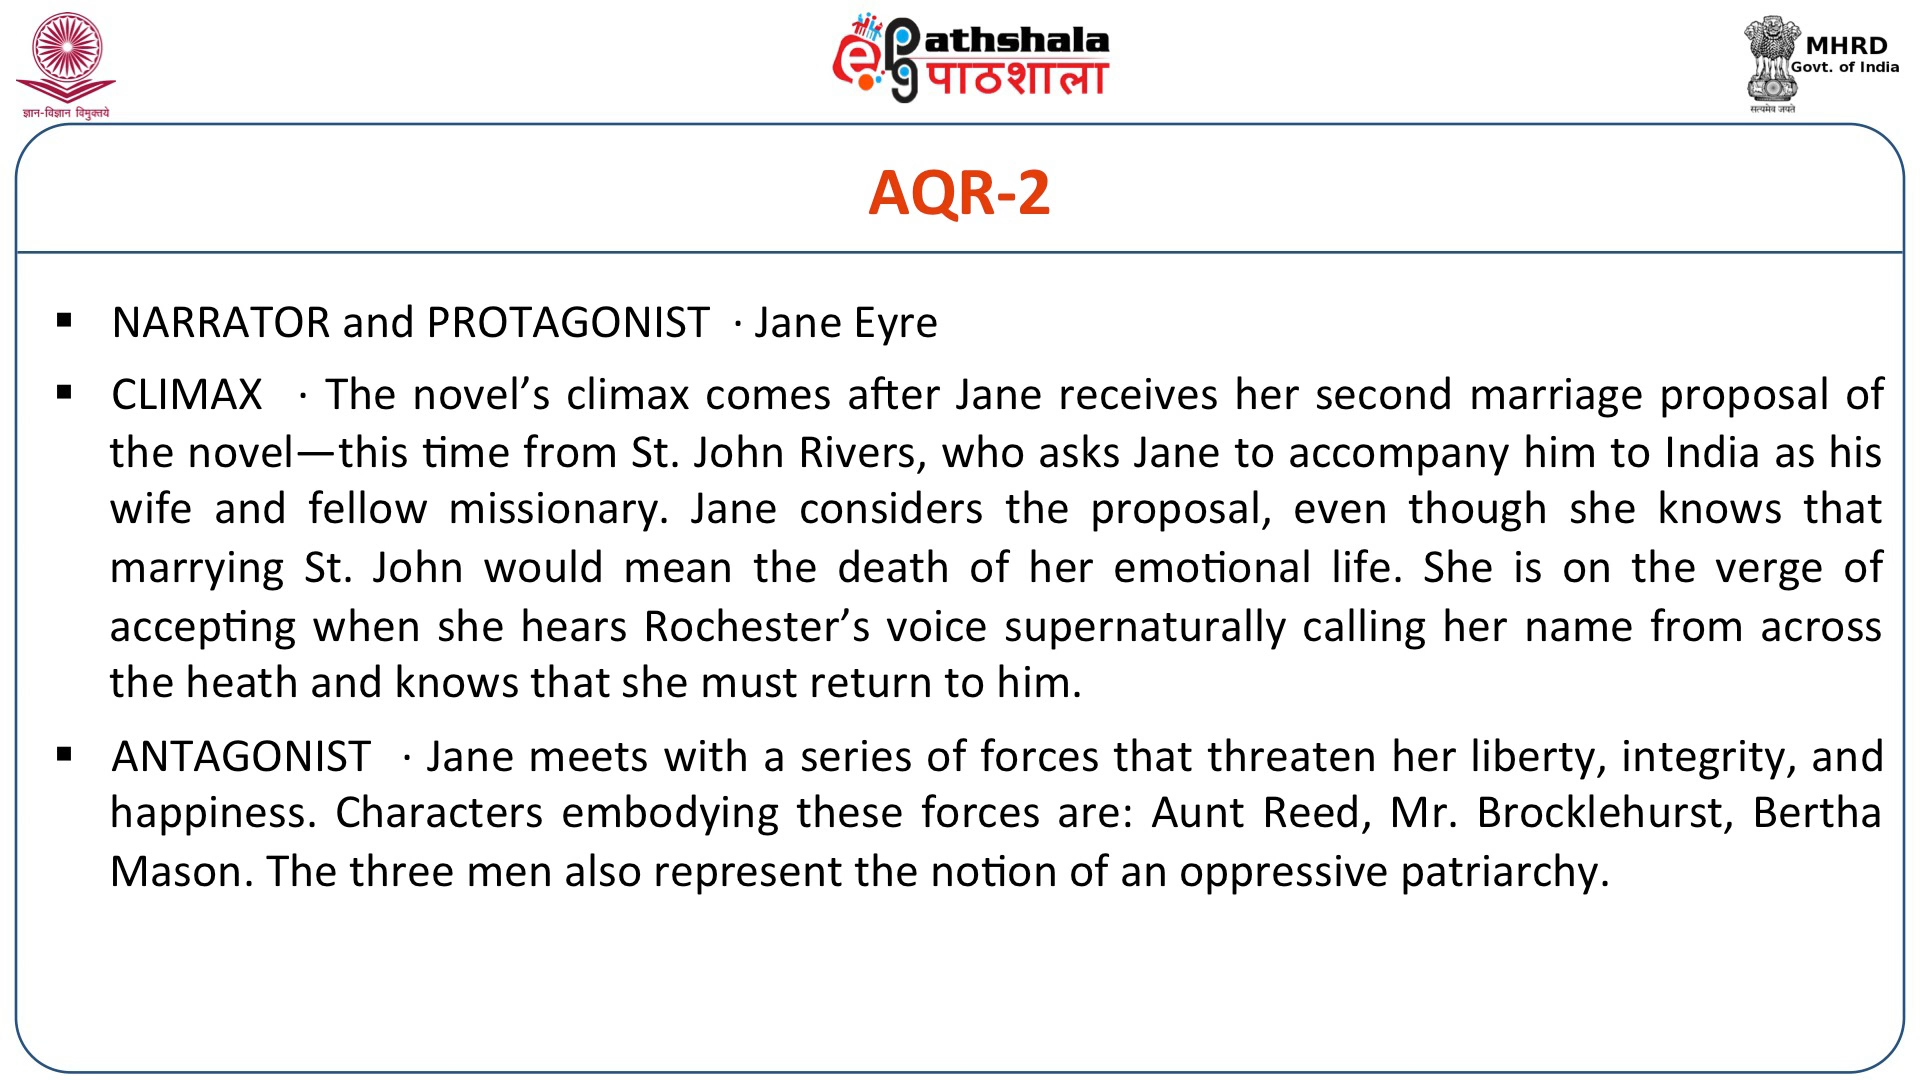 ज्ञान-विज्ञान विमुक्तये
ePg Pathshala
पाठशाला
MHRD
Govt. of India
सत्यमेव जयते
AQR-2
▪ NARRATOR and PROTAGONIST · Jane Eyre
▪ CLIMAX · The novel’s climax comes after Jane receives her second marriage proposal of
the novel—this time from St. John Rivers, who asks Jane to accompany him to India as his
wife and fellow missionary. Jane considers the proposal, even though she knows that
marrying St. John would mean the death of her emotional life. She is on the verge of
accepting when she hears Rochester’s voice supernaturally calling her name from across
the heath and knows that she must return to him.
▪ ANTAGONIST · Jane meets with a series of forces that threaten her liberty, integrity, and
happiness. Characters embodying these forces are: Aunt Reed, Mr. Brocklehurst, Bertha
Mason. The three men also represent the notion of an oppressive patriarchy.